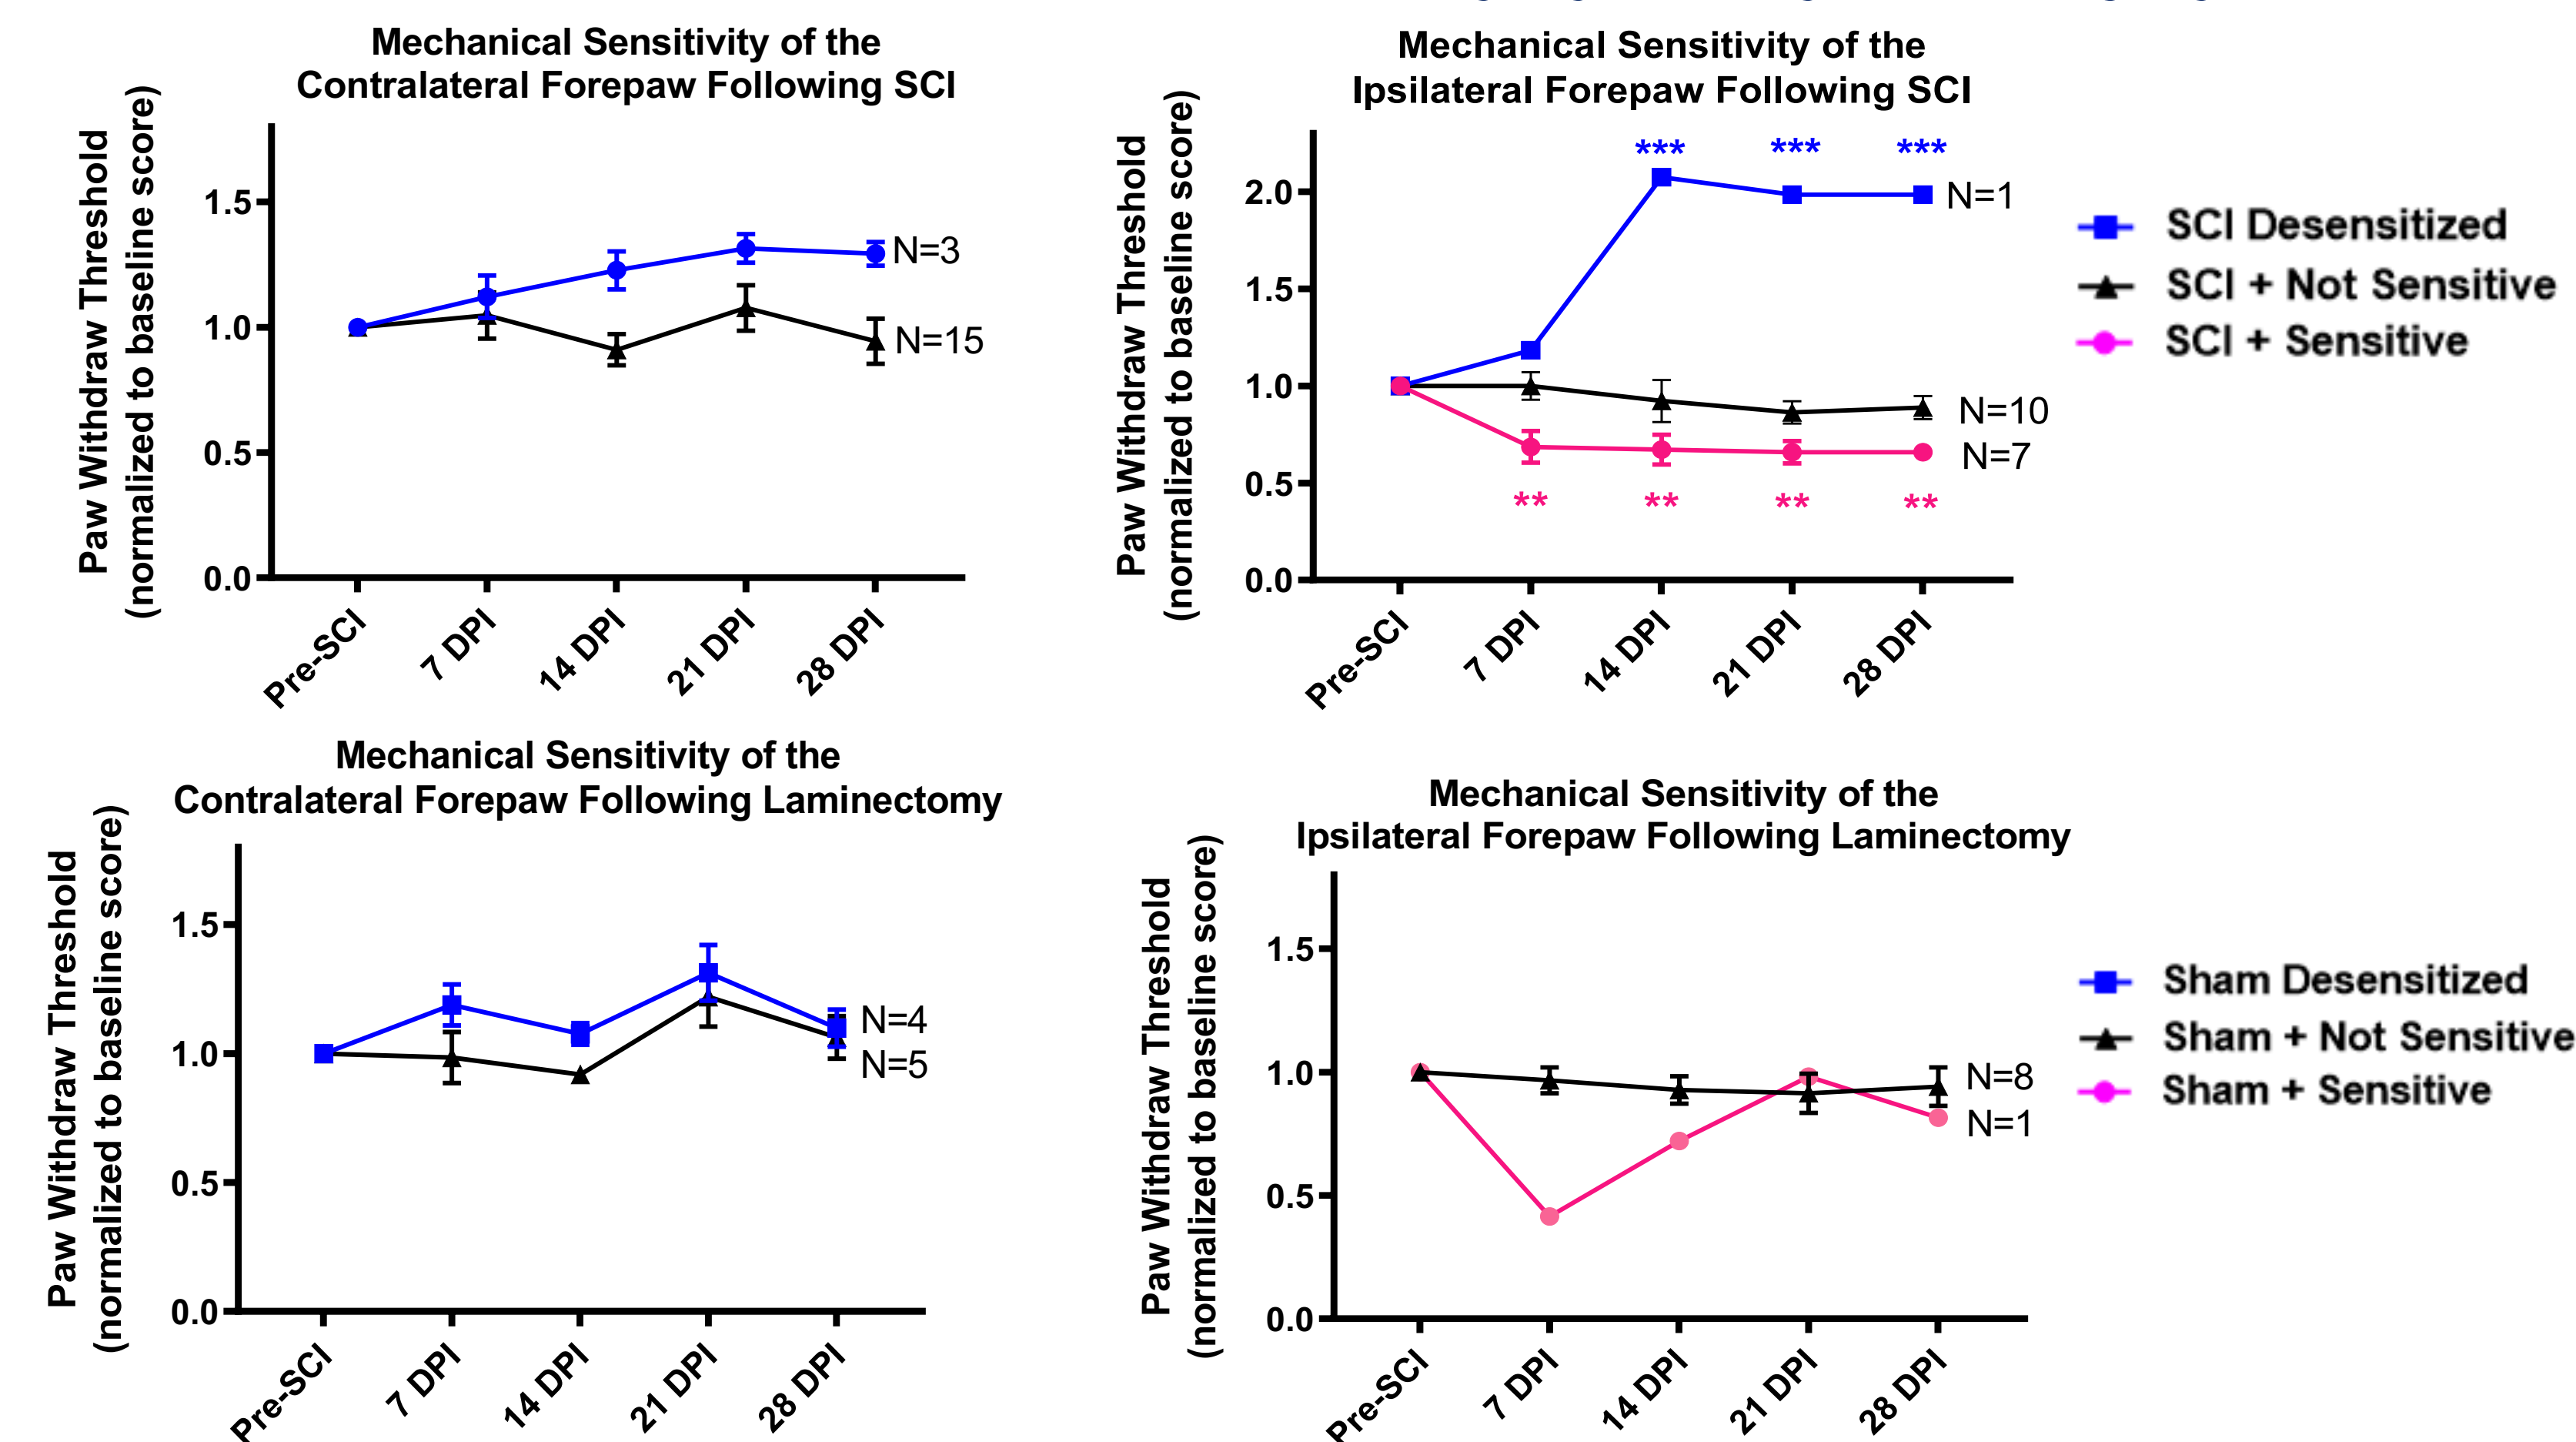 Mechanical Sensitivity of the
Contralateral Forepaw Following SCI
Paw Withdraw Threshold
(normalized to baseline score)
1.5
1.0
0.5
0.0
N=3
N=15
Pre-SCI
7 DPI
14 DPI
21 DPI
28 DPI
Mechanical Sensitivity of the
Ipsilateral Forepaw Following SCI
Paw Withdraw Threshold
(normalized to baseline score)
2.0
1.5
1.0
0.5
0.0
*** *** ***
N=1
N=10
N=7
** ** ** **
Pre-SCI
7 DPI
14 DPI
21 DPI
28 DPI
SCI Desensitized
SCI + Not Sensitive
SCI + Sensitive
Mechanical Sensitivity of the
Contralateral Forepaw Following Laminectomy
Paw Withdraw Threshold
(normalized to baseline score)
1.5
1.0
0.5
0.0
N=4
N=5
Pre-SCI
7 DPI
14 DPI
21 DPI
28 DPI
Mechanical Sensitivity of the
Ipsilateral Forepaw Following Laminectomy
Paw Withdraw Threshold
(normalized to baseline score)
1.5
1.0
0.5
0.0
N=8
N=1
Pre-SCI
7 DPI
14 DPI
21 DPI
28 DPI
Sham Desensitized
Sham + Not Sensitive
Sham + Sensitive